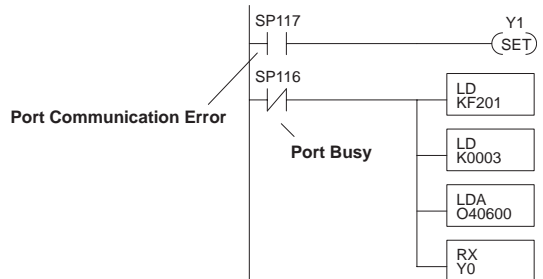 SP117
Y1
SET
Port Communication Error
SP116
Port Busy
LD
KF201
LD
K0003
LDA
O40600
RX
Y0